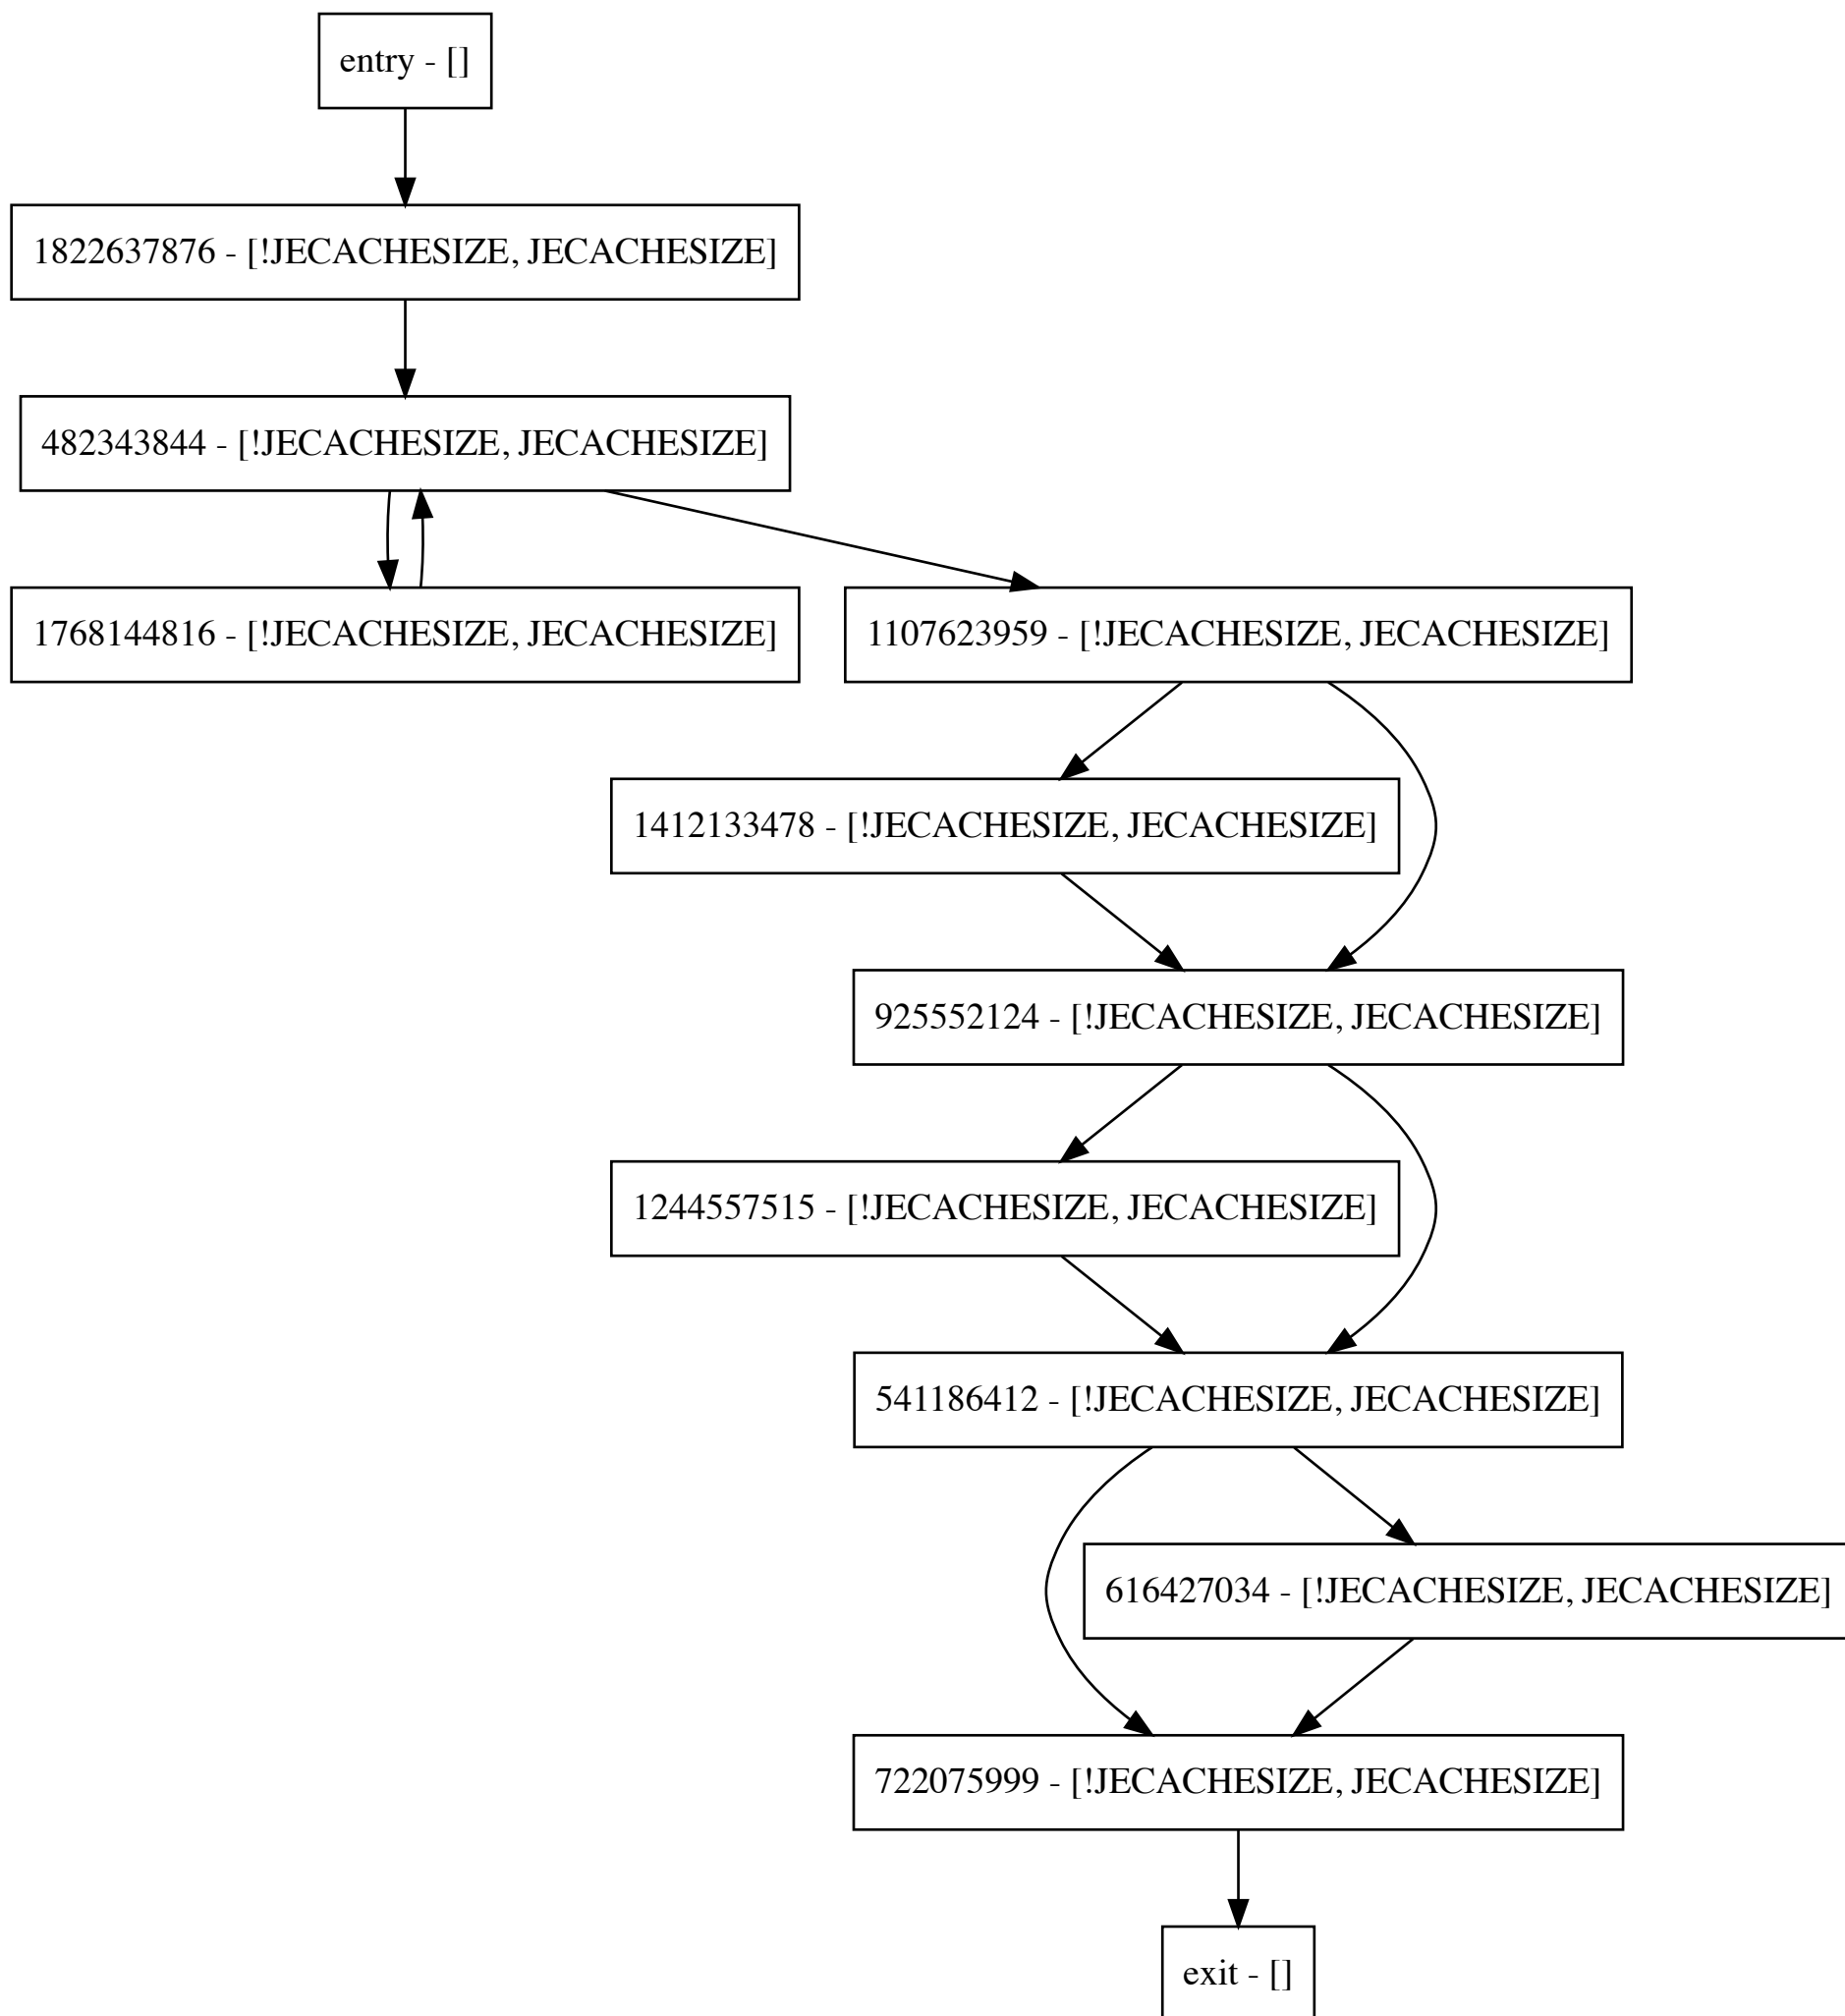 entry - []
1822637876 - [!JECACHESIZE, JECACHESIZE]
482343844 - [!JECACHESIZE, JECACHESIZE]
1768144816 - [!JECACHESIZE, JECACHESIZE]
1107623959 - [!JECACHESIZE, JECACHESIZE]
1412133478 - [!JECACHESIZE, JECACHESIZE]
925552124 - [!JECACHESIZE, JECACHESIZE]
1244557515 - [!JECACHESIZE, JECACHESIZE]
541186412 - [!JECACHESIZE, JECACHESIZE]
616427034 - [!JECACHESIZE, JECACHESIZE]
722075999 - [!JECACHESIZE, JECACHESIZE]
exit - []